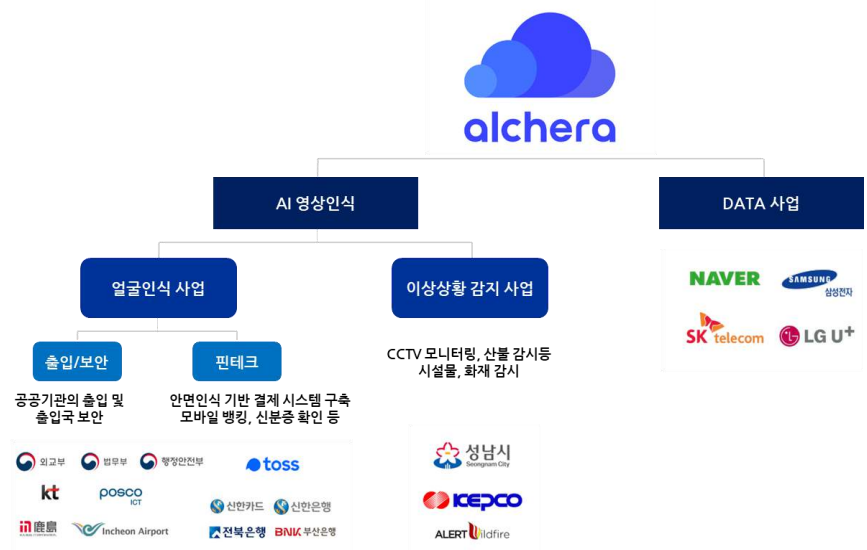 alchera
AI 영상인식
DATA 사업
얼굴인식 사업
이상상황 감지 사업
출입/보안
핀테크
공공기관의 출입 및
출입국 보안
안면인식 기반 결제 시스템 구축
모바일 뱅킹, 신분증 확인 등
CCTV 모니터링, 산불 감시등
시설물, 화재 감시
NAVER
SAMSUNG
삼성전자
SK telecom
LG U+
외교부
법무부
행정안전부
toss
kt
posco
ICT
신한카드
신한은행
鹿島
Incheon Airport
전북은행
BNK 부산은행
성남시
Seongnam City
KEPCO
ALERT Wildfire